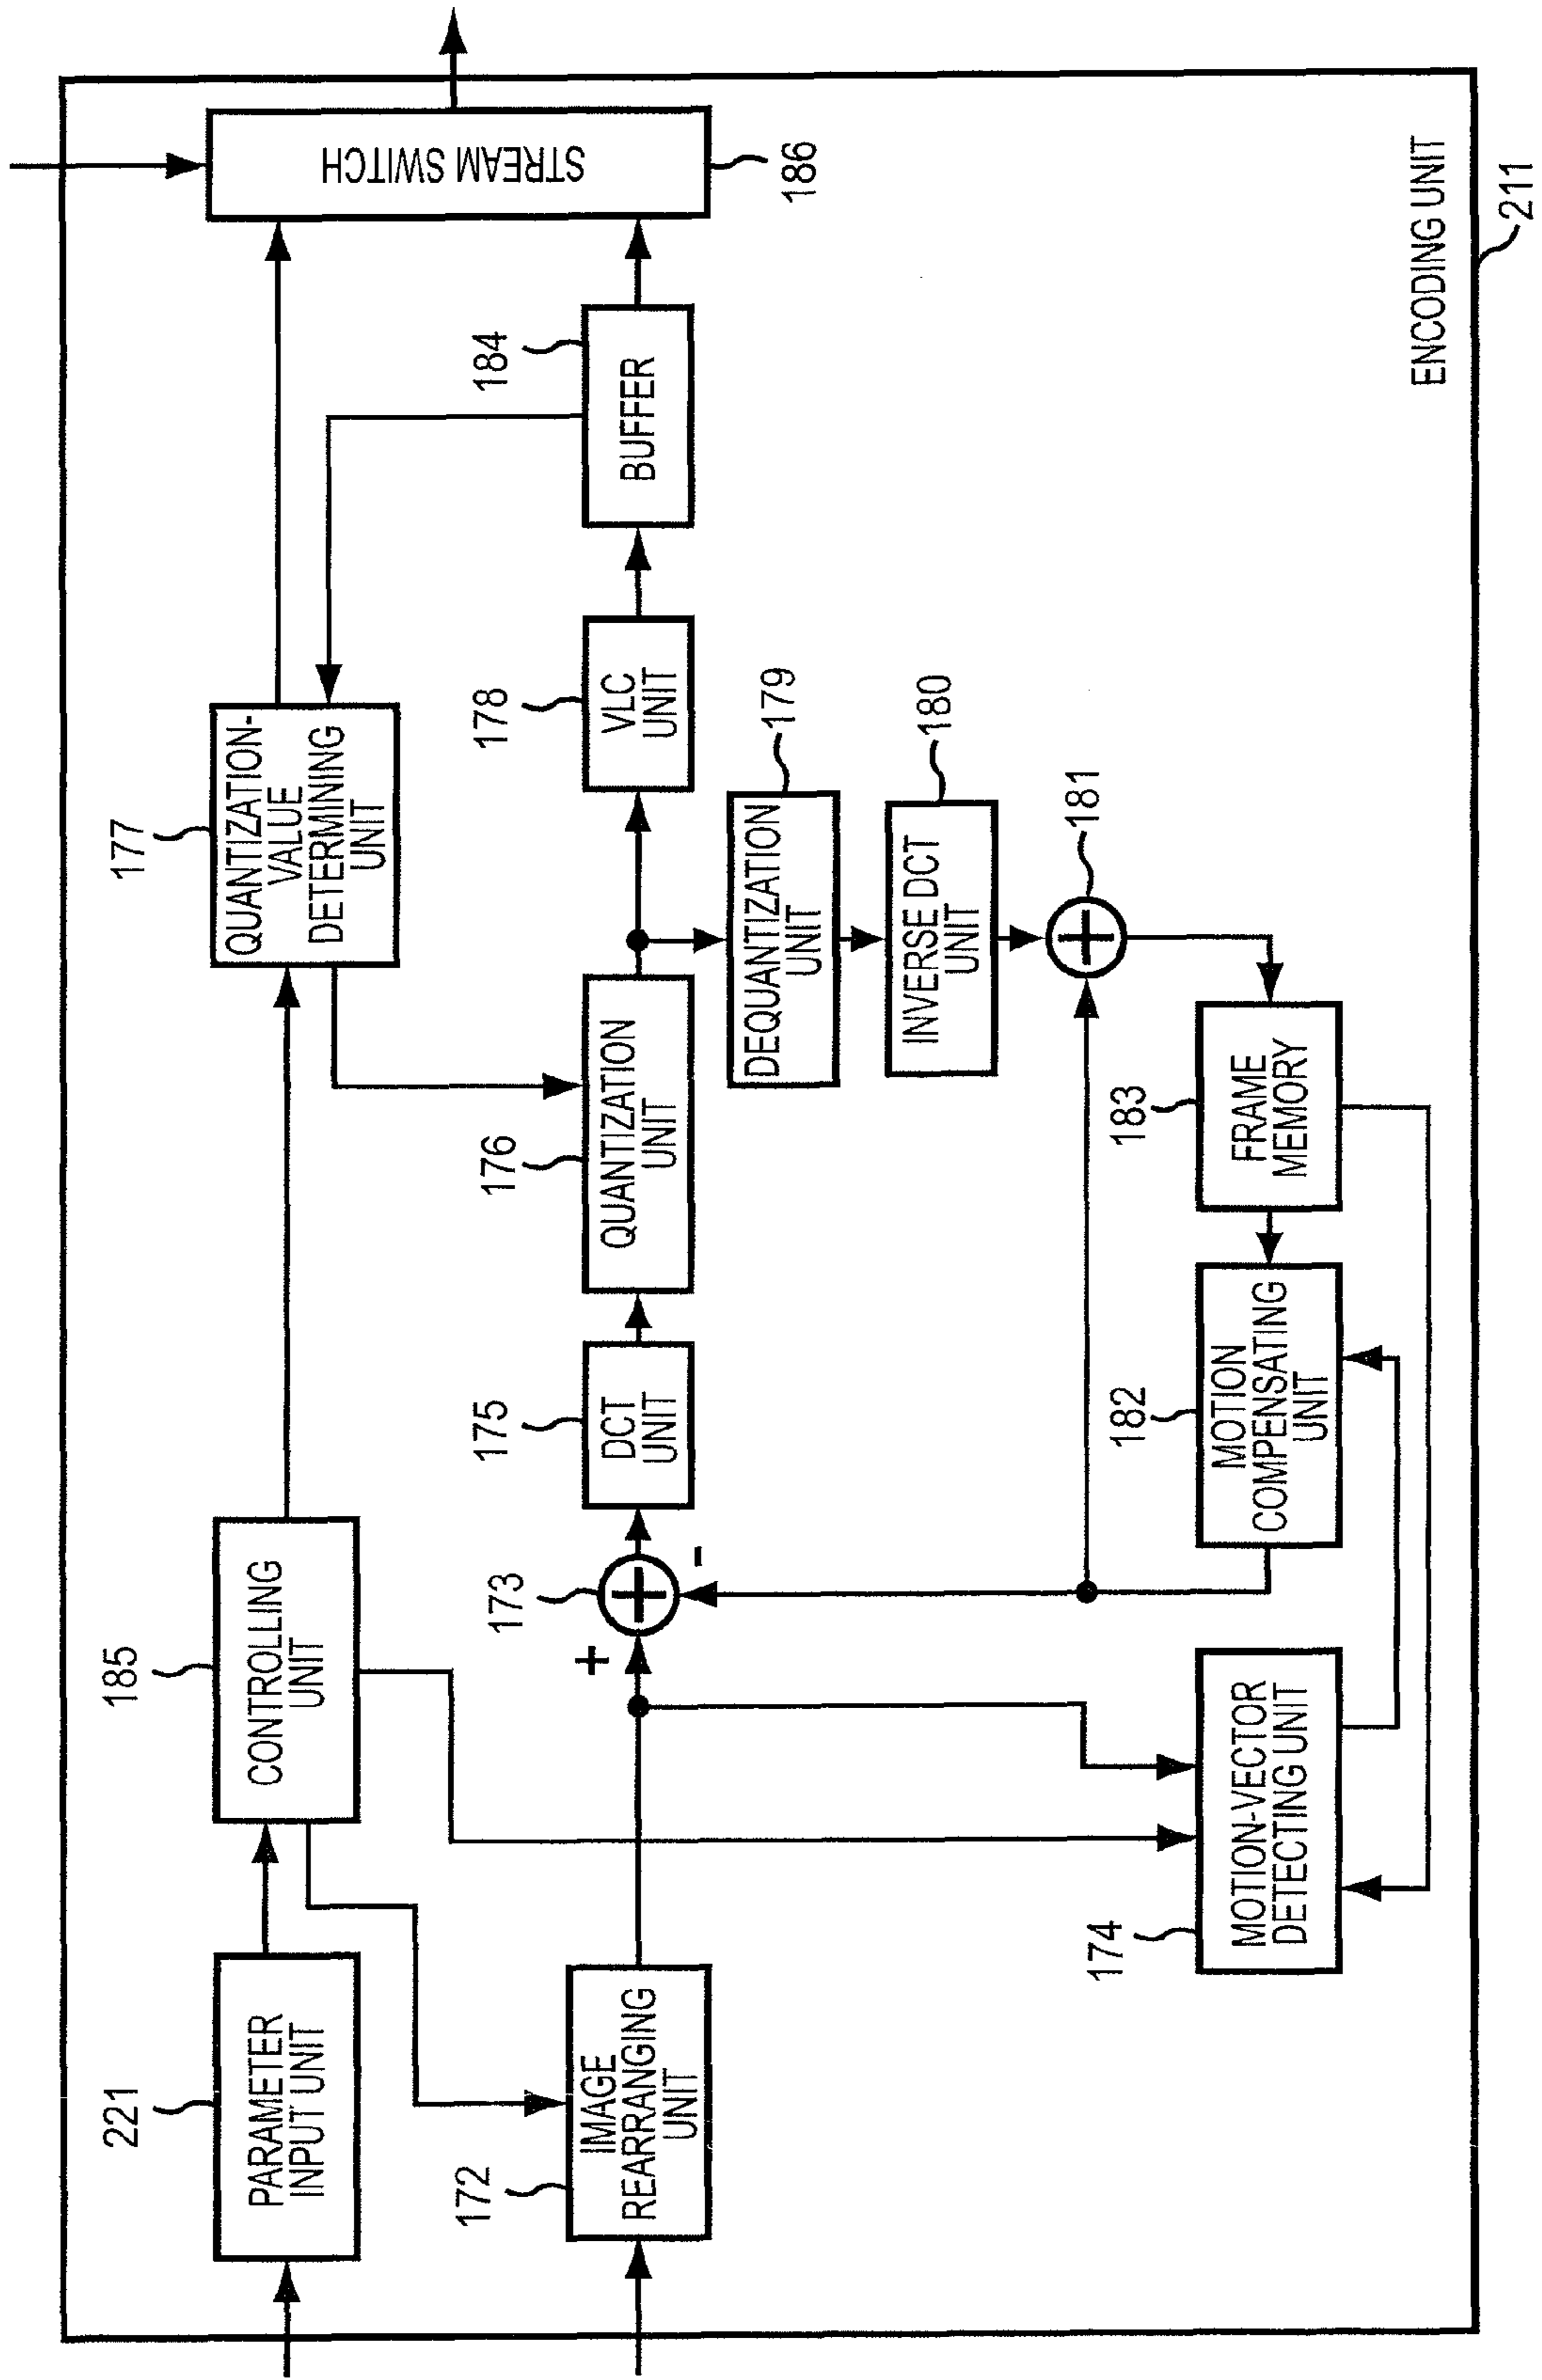 221
PARAMETER
INPUT UNIT
185
CONTROLLING
UNIT
177
QUANTIZATION-
VALUE
DETERMINING
UNIT
STREAM SWITCH
186
172
IMAGE
REARRANGING
UNIT
+
173
-
175
DCT
UNIT
176
QUANTIZATION
UNIT
178
VLC
UNIT
184
BUFFER
DEQUANTIZATION
UNIT
179
INVERSE DCT
UNIT
180
181
174
MOTION-VECTOR
DETECTING UNIT
182
MOTION
COMPENSATING
UNIT
183
FRAME
MEMORY
ENCODING UNIT
211